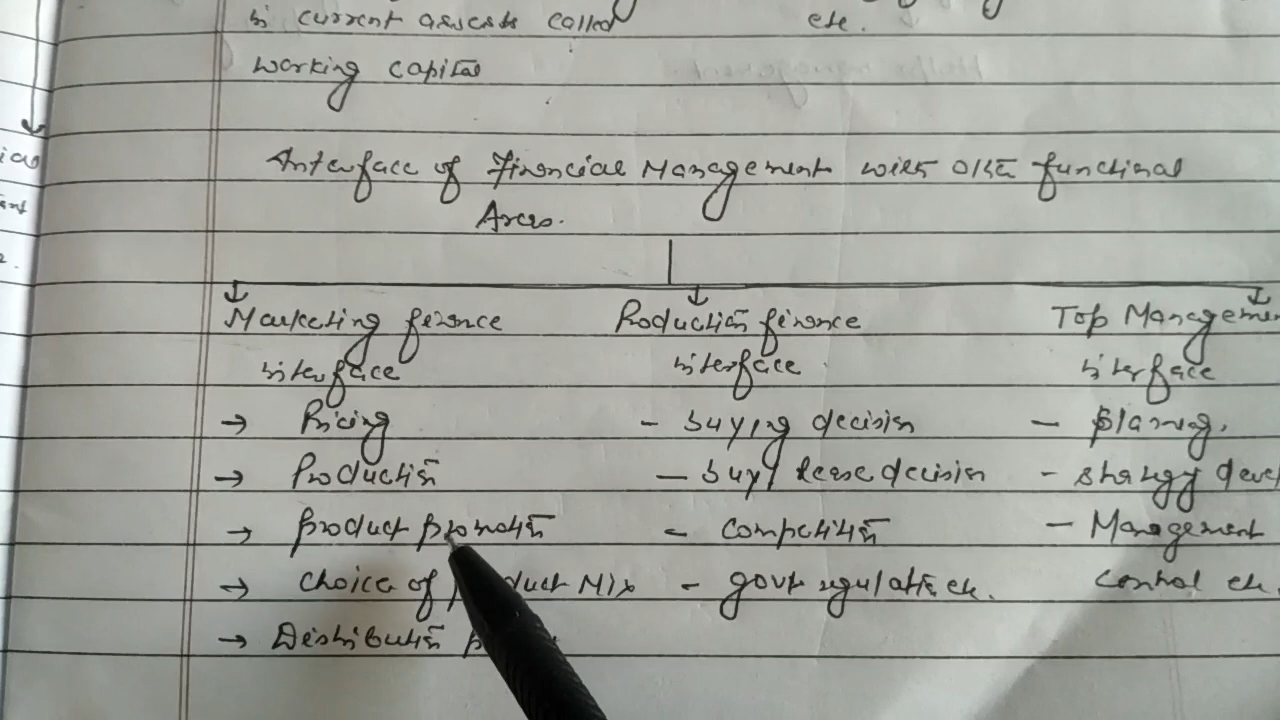 in current assests called
etc.
working capital
Interface of Financial Management with other functional
Areas.
Marketing finance
interface
→ Pricing
→ Production
→ product promotion
→ choice of product Mix
→ Distribution
Production finance
interface
- buying decision
- buy/lease decision
- Competition
- govt regulation etc.
Top Management
interface
- planning,
- strategy
- Management
control etc.